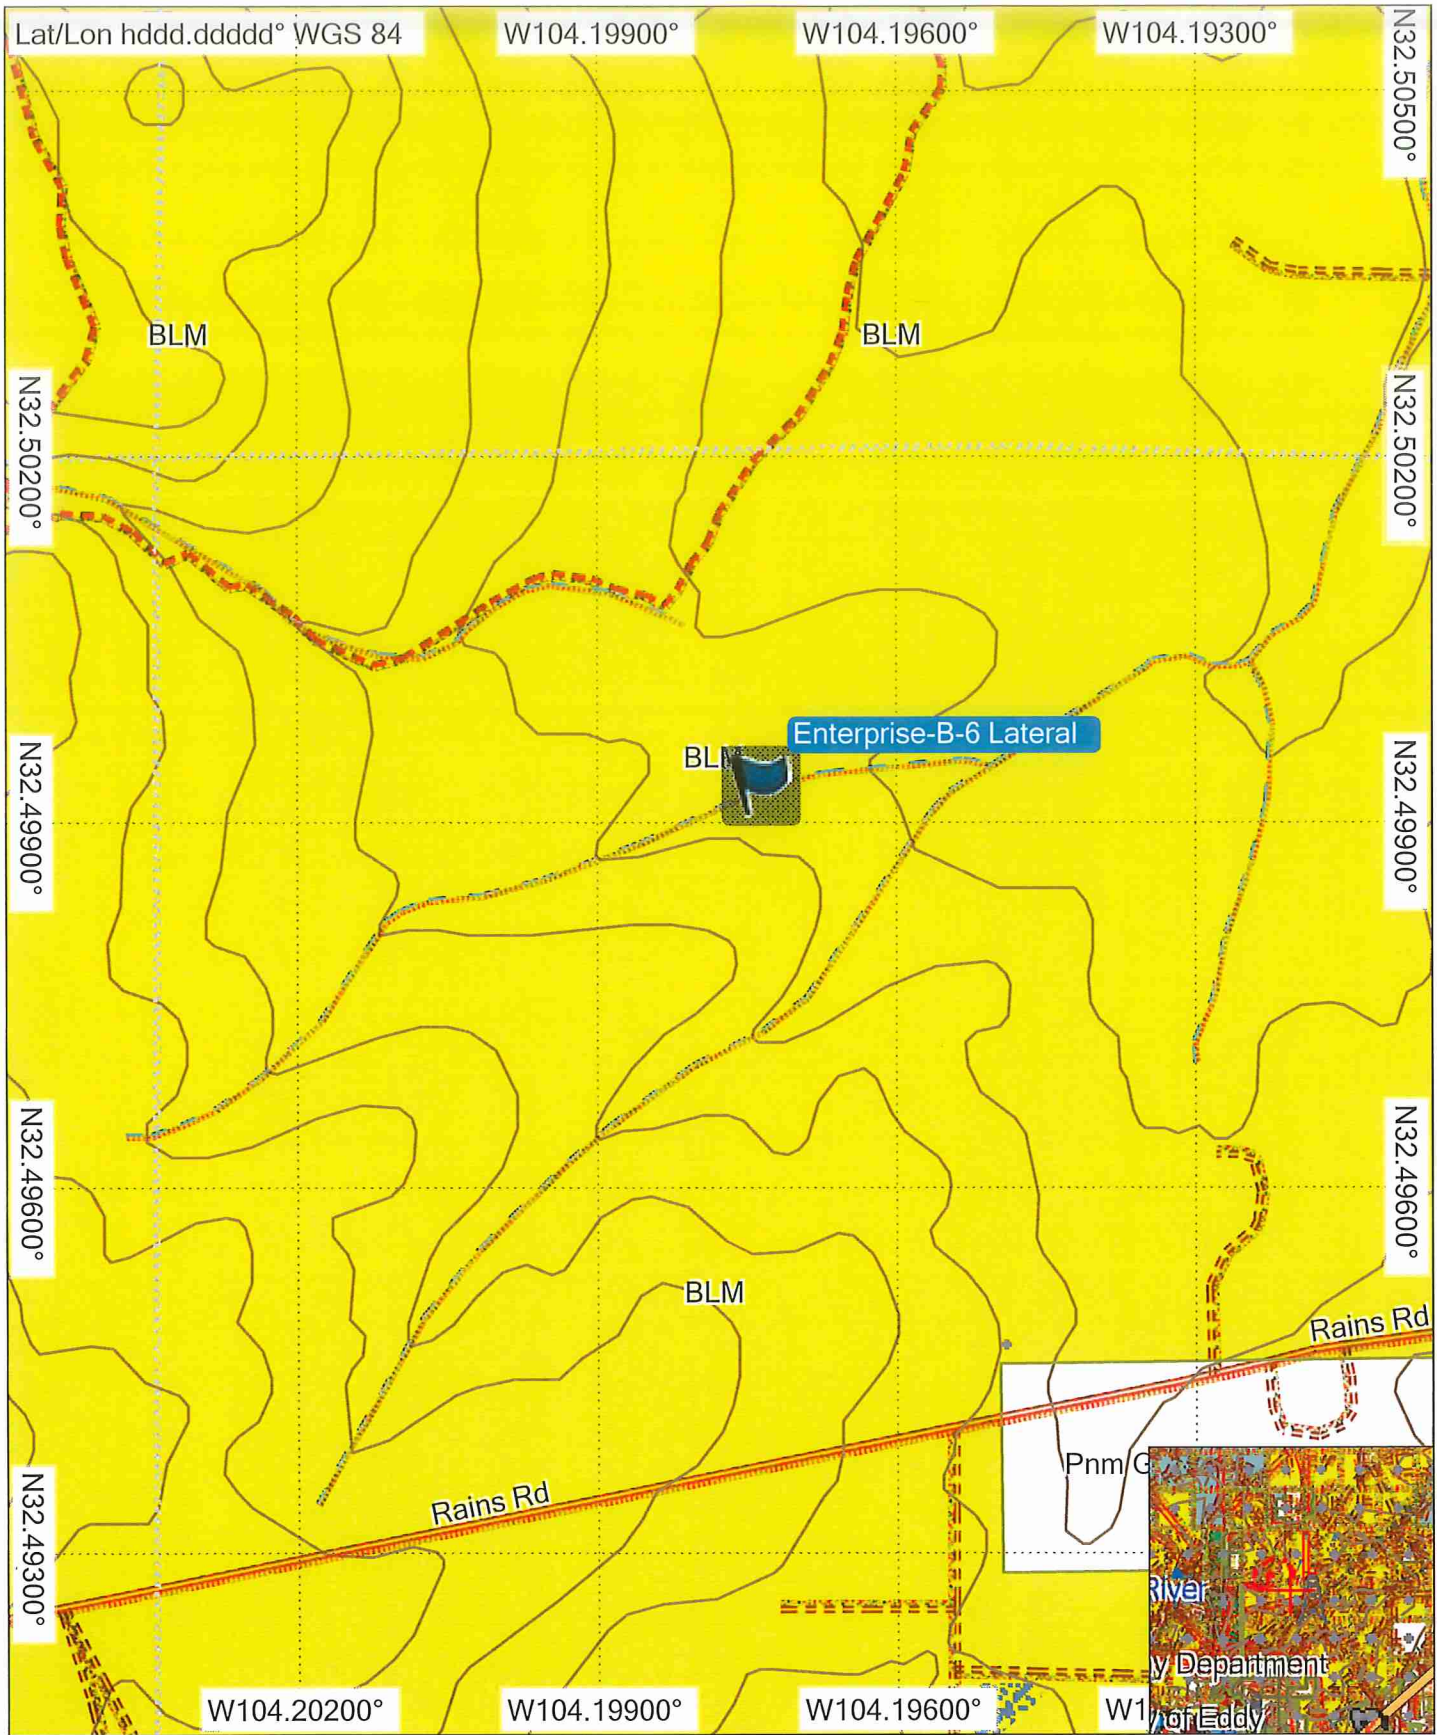 Lat/Lon hddd.ddddd° WGS 84
W104.19900°
W104.19600°
W104.19300°
N32.50500°
BLM
BLM
N32.50200°
N32.50200°
Enterprise-B-6 Lateral
BLM
N32.49900°
N32.49900°
N32.49600°
N32.49600°
BLM
Rains Rd
Pnm G
Rains Rd
N32.49300°
River
y Department
y of Eddy
W104.20200°
W104.19900°
W104.19600°
W1